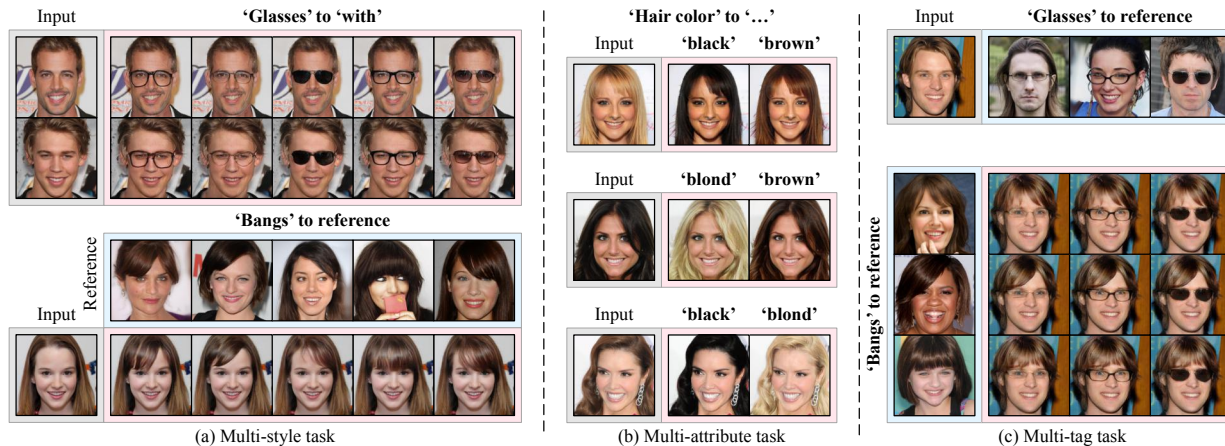 Input
‘Glasses’ to ‘with’
‘Bangs’ to reference
Reference
Input
(a) Multi-style task
‘Hair color’ to ‘…’
Input
‘black’
‘brown’
Input
‘blond’
‘brown’
Input
‘black’
‘blond’
(b) Multi-attribute task
Input
‘Glasses’ to reference
‘Bangs’ to reference
(c) Multi-tag task